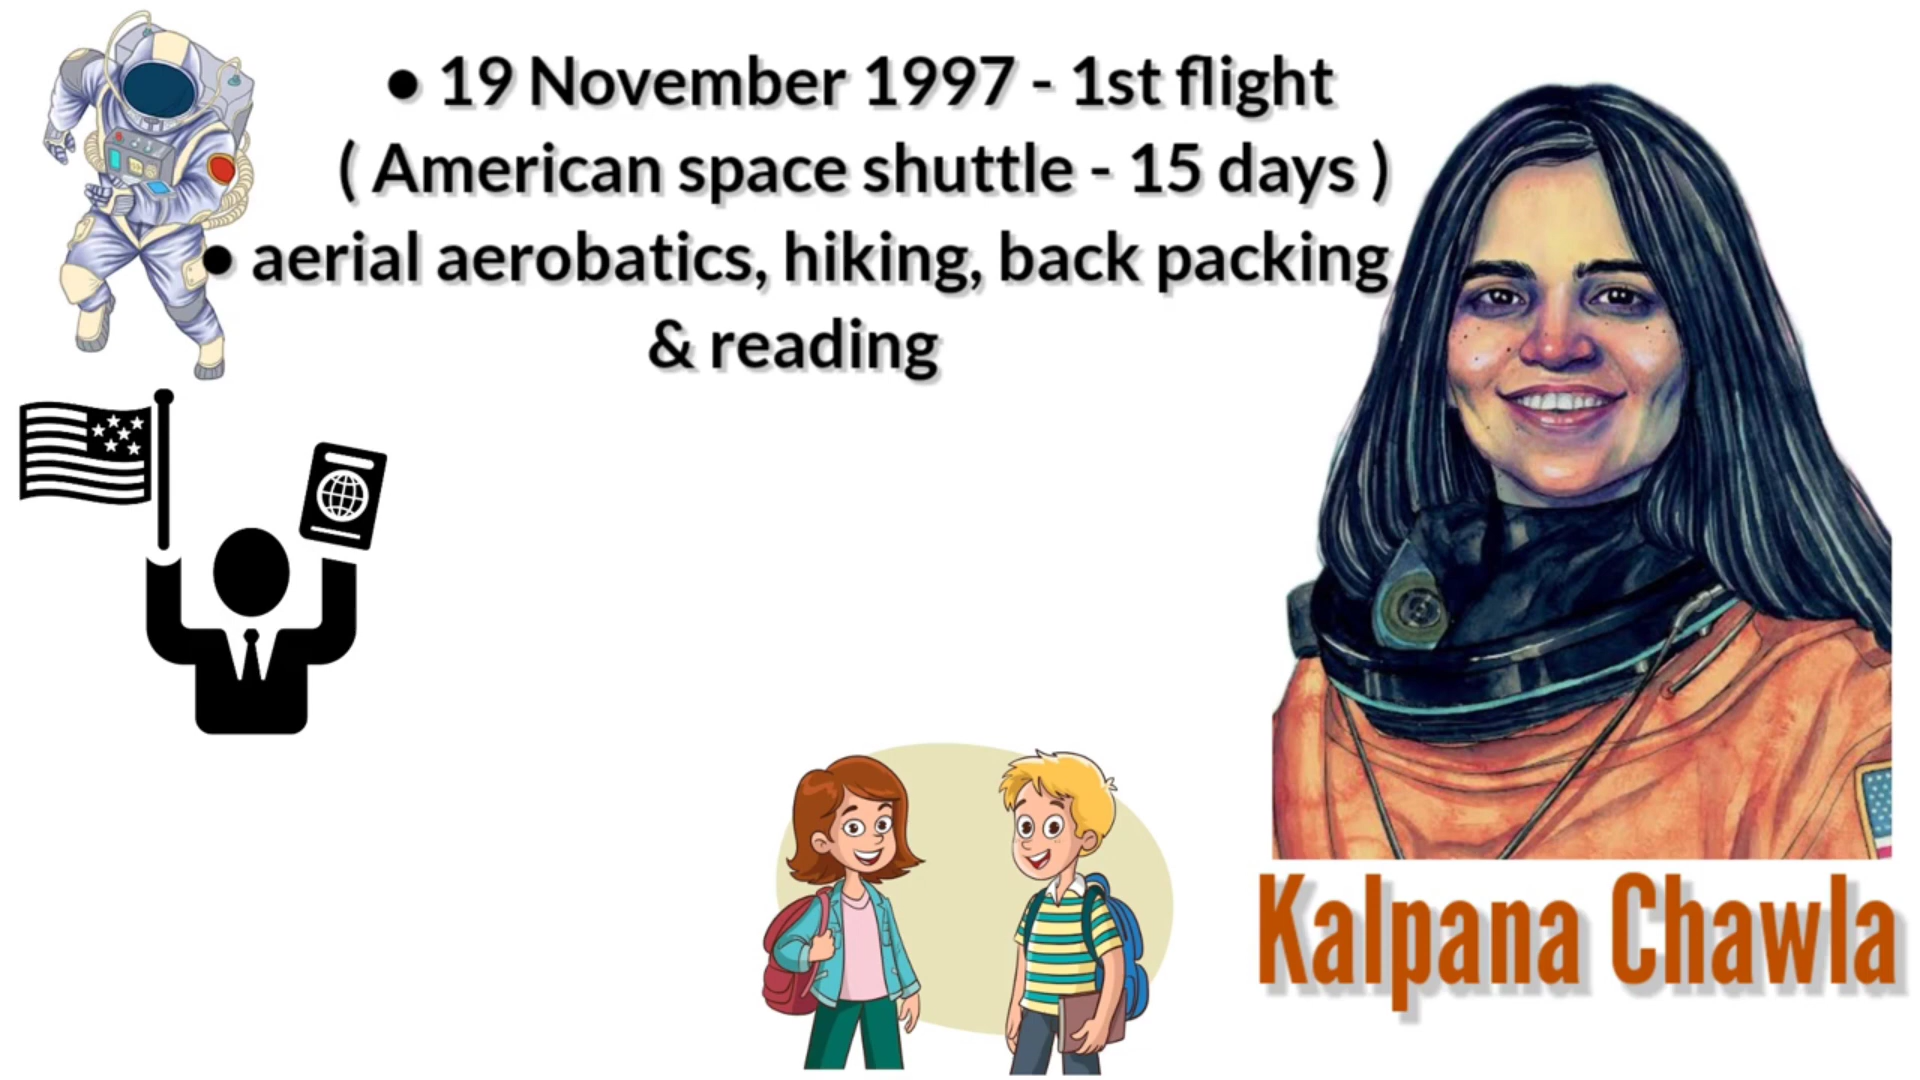 • 19 November 1997 - 1st flight
( American space shuttle - 15 days )
• aerial aerobatics, hiking, back packing
& reading
Kalpana Chawla